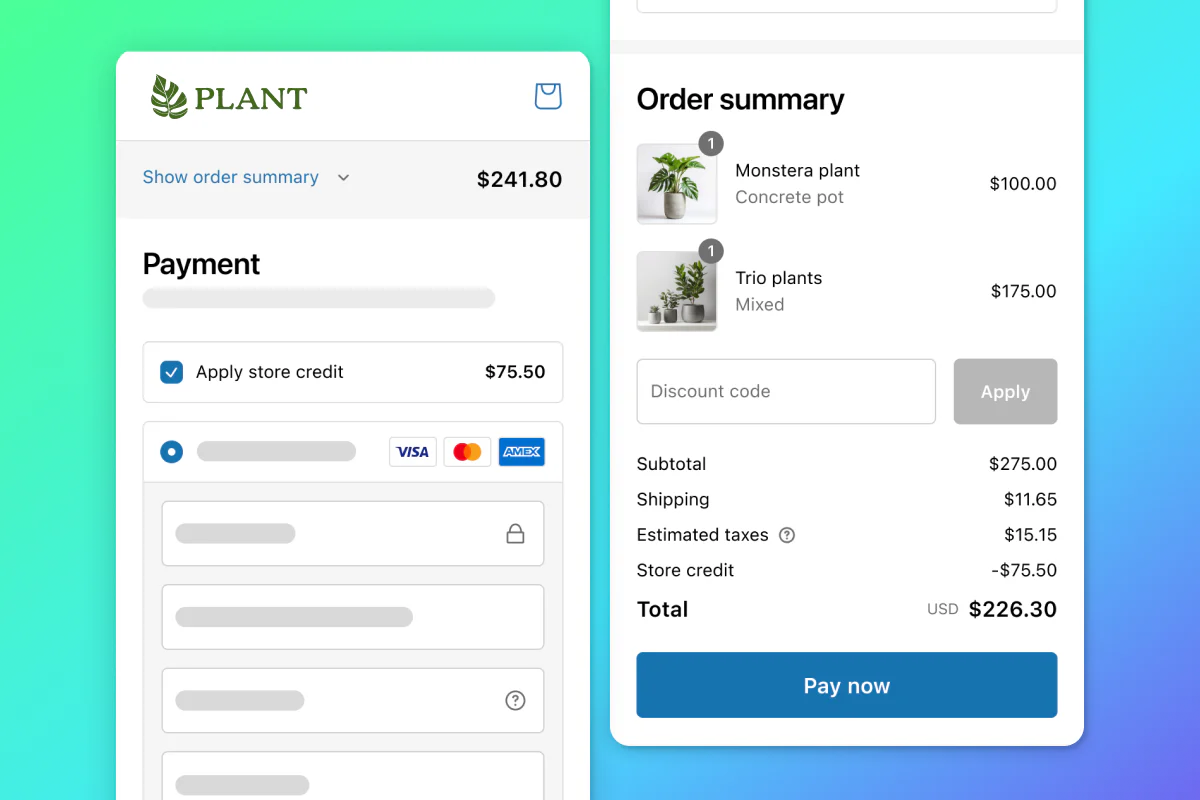 PLANT
Show order summary
$241.80
Payment
Apply store credit
$75.50
VISA
AMEX
Order summary
1
Monstera plant
Concrete pot
$100.00
1
Trio plants
Mixed
$175.00
Discount code
Apply
Subtotal
$275.00
Shipping
$11.65
Estimated taxes ?
$15.15
Store credit
-$75.50
Total
USD $226.30
Pay now
?